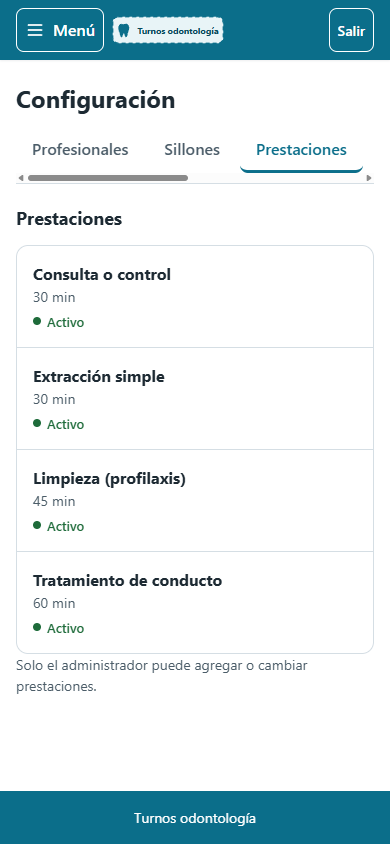 Menú
Turnos odontología
Salir
Configuración
Profesionales
Sillones
Prestaciones
Prestaciones
Consulta o control
30 min
Activo
Extracción simple
30 min
Activo
Limpieza (profilaxis)
45 min
Activo
Tratamiento de conducto
60 min
Activo
Solo el administrador puede agregar o cambiar
prestaciones.
Turnos odontología